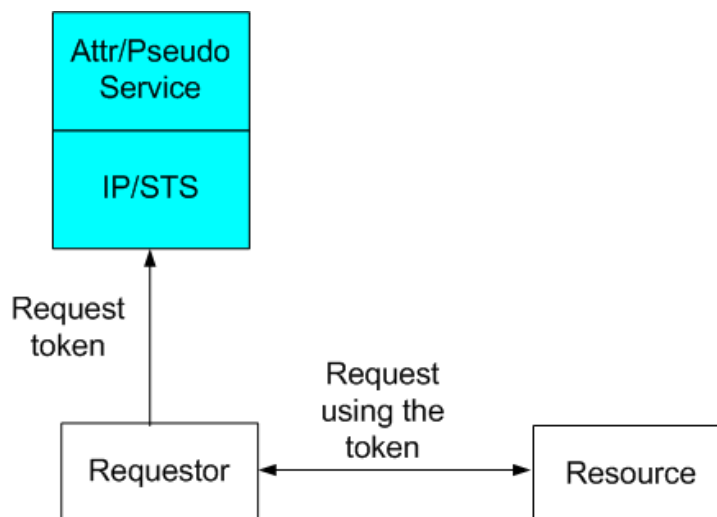 Attr/Pseudo
Service
IP/STS
Request
token
Request
using the
token
Requestor
Resource